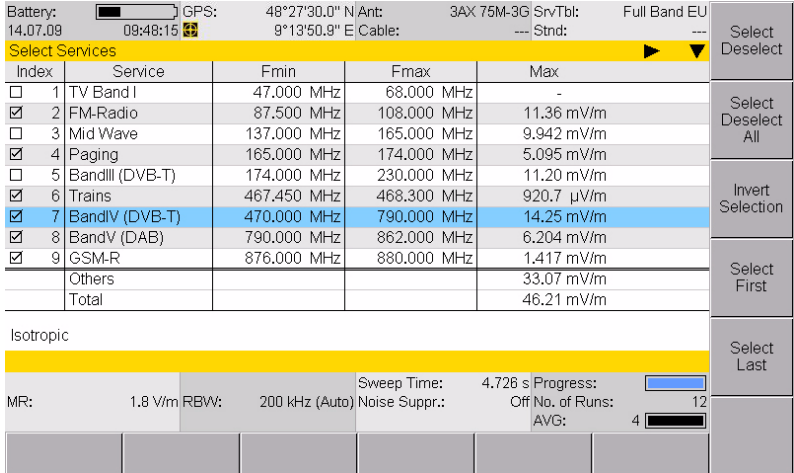 Battery: GPS: 48°27'30.0" N Ant: 3AX 75M-3G SrvTbl: Full Band EU
14.07.09 09:48:15 9°13'50.9" E Cable: --- Stnd: ---
Select Services
Index Service Fmin Fmax Max
1 TV Band I 47.000 MHz 68.000 MHz -
2 FM-Radio 87.500 MHz 108.000 MHz 11.36 mV/m
3 Mid Wave 137.000 MHz 165.000 MHz 9.942 mV/m
4 Paging 165.000 MHz 174.000 MHz 5.095 mV/m
5 BandIII (DVB-T) 174.000 MHz 230.000 MHz 11.20 mV/m
6 Trains 467.450 MHz 468.300 MHz 920.7 µV/m
7 BandIV (DVB-T) 470.000 MHz 790.000 MHz 14.25 mV/m
8 BandV (DAB) 790.000 MHz 862.000 MHz 6.204 mV/m
9 GSM-R 876.000 MHz 880.000 MHz 1.417 mV/m
Others 33.07 mV/m
Total 46.21 mV/m
Isotropic
Sweep Time: 4.726 s Progress:
MR: 1.8 V/m RBW: 200 kHz (Auto) Noise Suppr.: Off No. of Runs: 12
AVG: 4
Select
Deselect
Select
Deselect
All
Invert
Selection
Select
First
Select
Last